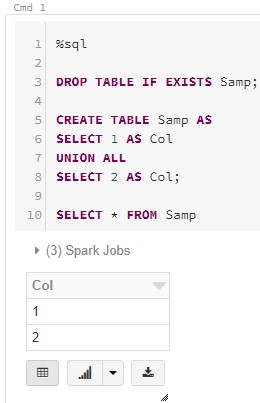 Cmd 1
1 %sql
2
3 DROP TABLE IF EXISTS Samp;
4
5 CREATE TABLE Samp AS
6 SELECT 1 AS Col
7 UNION ALL
8 SELECT 2 AS Col;
9
10 SELECT * FROM Samp
(3) Spark Jobs
Col
1
2